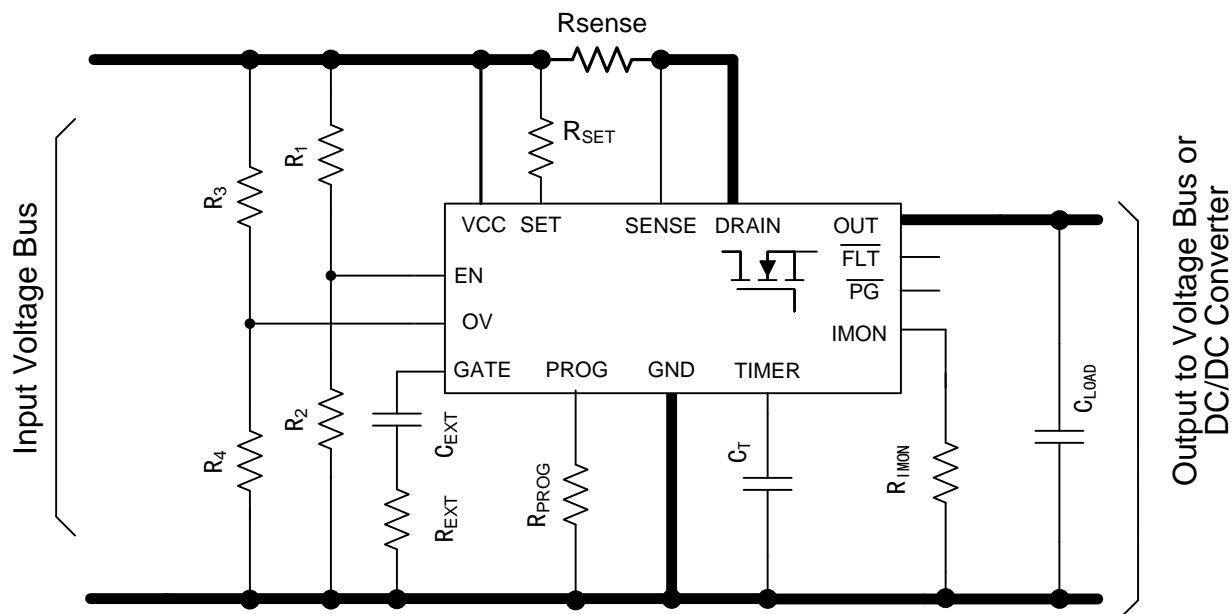 Rsense
RSET
R1
R3
VCC SET SENSE DRAIN OUT
FLT
EN
PG
OV
IMON
GATE PROG GND TIMER
R2
R4
CEXT
REXT
RPROG
CT
RIMON
CLOAD
Input Voltage Bus
Output to Voltage Bus or
DC/DC Converter